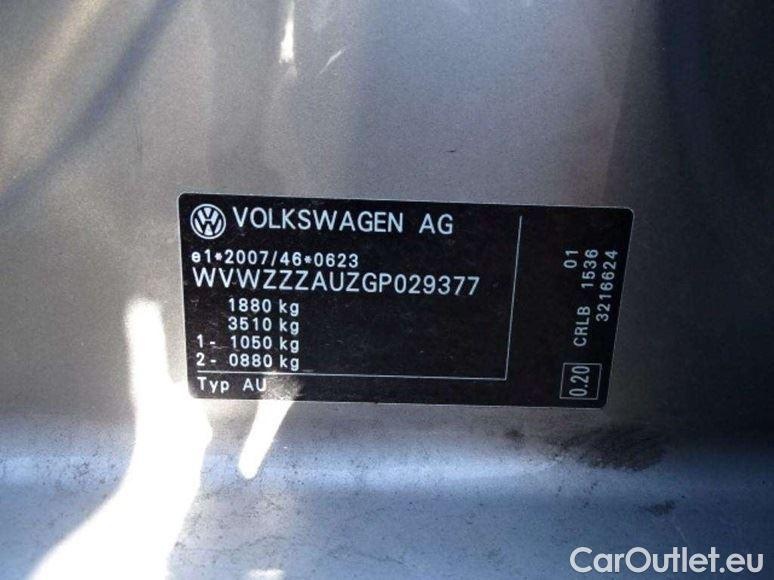 VOLKSWAGEN AG
e1*2007/46*0623
WVWZZZAUZGP029377
1880 kg
3510 kg
1- 1050 kg
2- 0880 kg
Typ AU
01
CRLB 1536
3216624
0.20
CarOutlet.eu